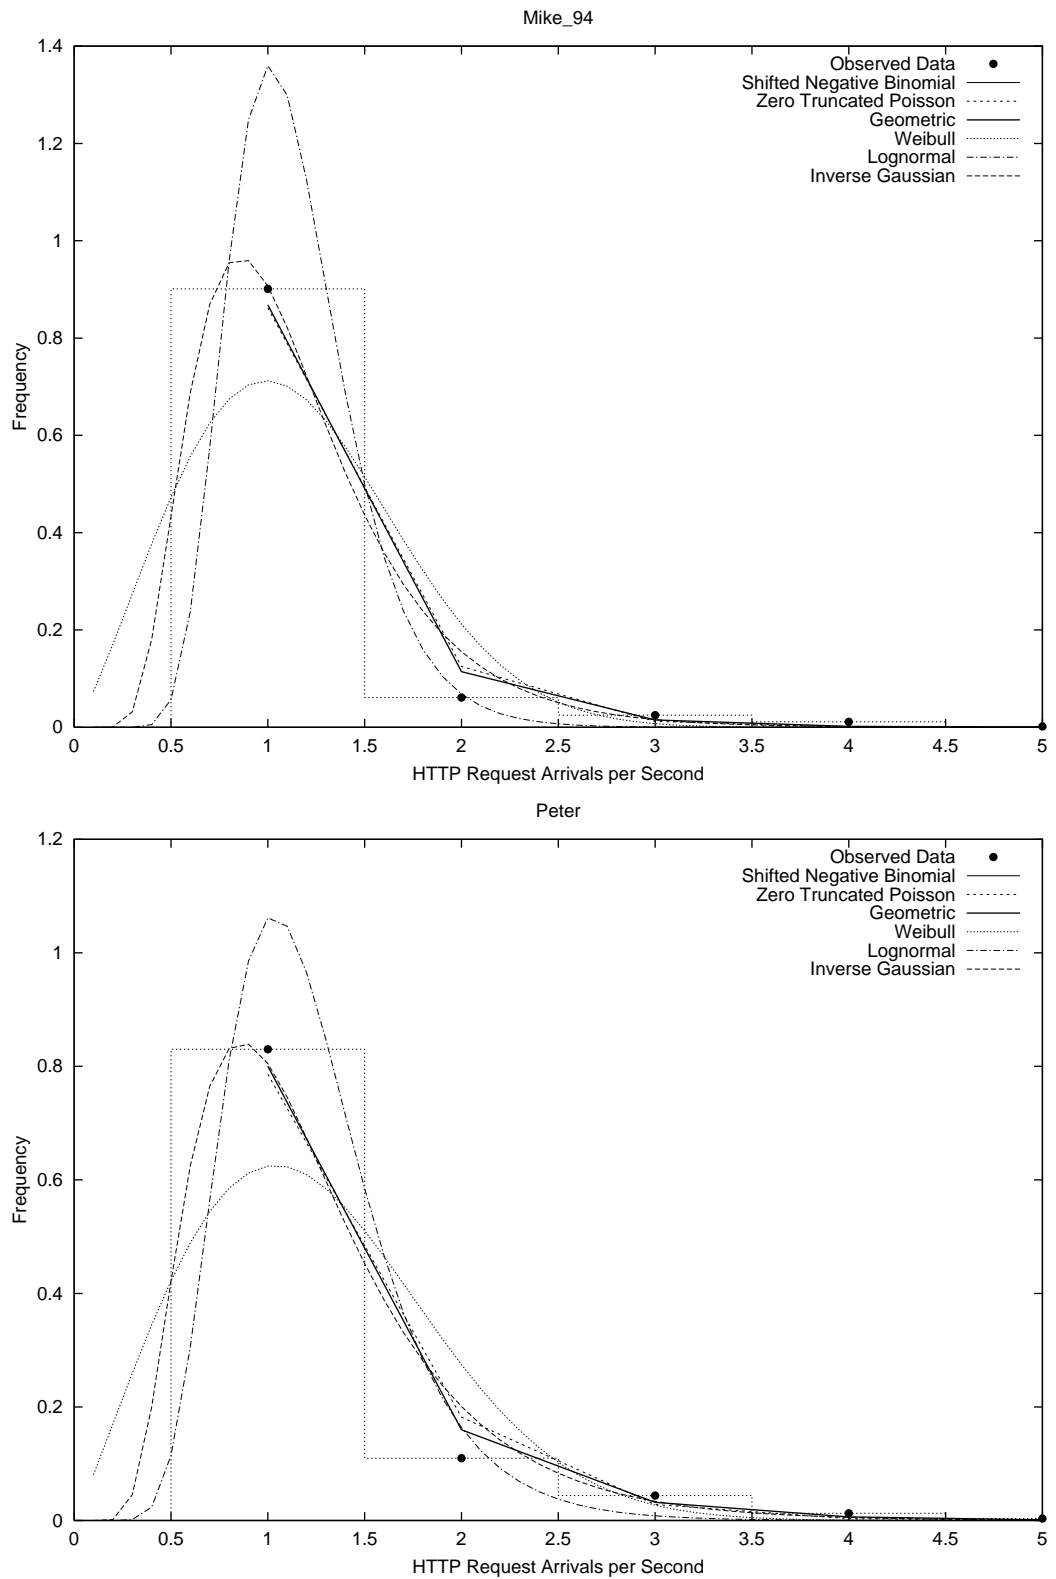 Mike_94
1.4
1.2
1
0.8
0.6
0.4
0.2
0
Frequency
Observed Data
Shifted Negative Binomial
Zero Truncated Poisson
Geometric
Weibull
Lognormal
Inverse Gaussian
0 0.5 1 1.5 2 2.5 3 3.5 4 4.5 5
HTTP Request Arrivals per Second
Peter
1.2
1
0.8
0.6
0.4
0.2
0
Frequency
Observed Data
Shifted Negative Binomial
Zero Truncated Poisson
Geometric
Weibull
Lognormal
Inverse Gaussian
0 0.5 1 1.5 2 2.5 3 3.5 4 4.5 5
HTTP Request Arrivals per Second